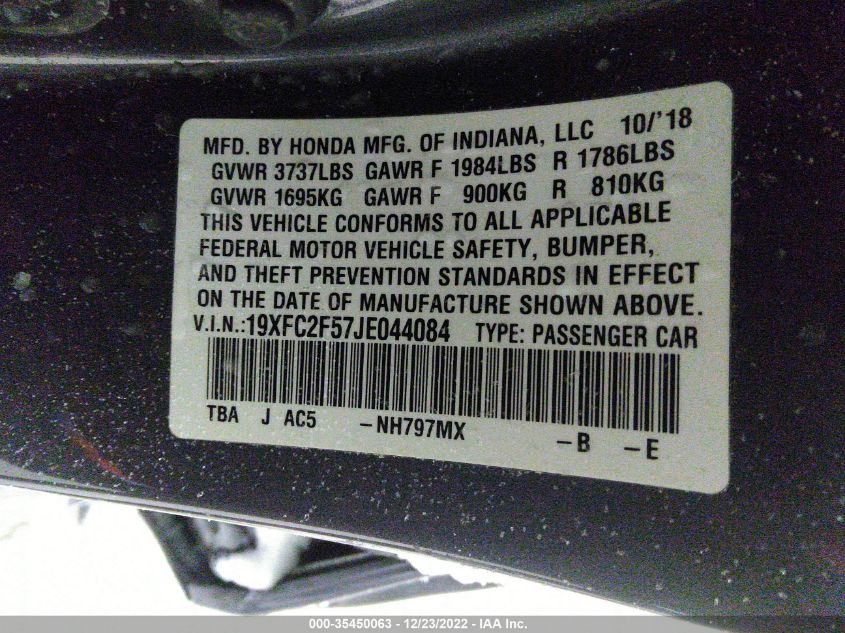 MFD. BY HONDA MFG. OF INDIANA, LLC 10/'18
GVWR 3737LBS GAWR F 1984LBS R 1786LBS
GVWR 1695KG GAWR F 900KG R 810KG
THIS VEHICLE CONFORMS TO ALL APPLICABLE
FEDERAL MOTOR VEHICLE SAFETY, BUMPER,
AND THEFT PREVENTION STANDARDS IN EFFECT
ON THE DATE OF MANUFACTURE SHOWN ABOVE.
V.I.N.:19XFC2F57JE044084 TYPE: PASSENGER CAR
TBA J AC5 -NH797MX -B -E
000-35450063 - 12/23/2022 - IAA Inc.